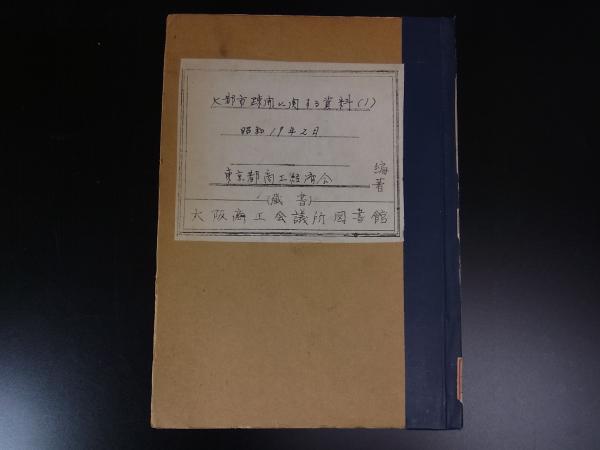 大都市疎開に関する資料(1)
昭和19年2月
東京都商工経済会
編著
(蔵書)
大阪商工会議所図書館